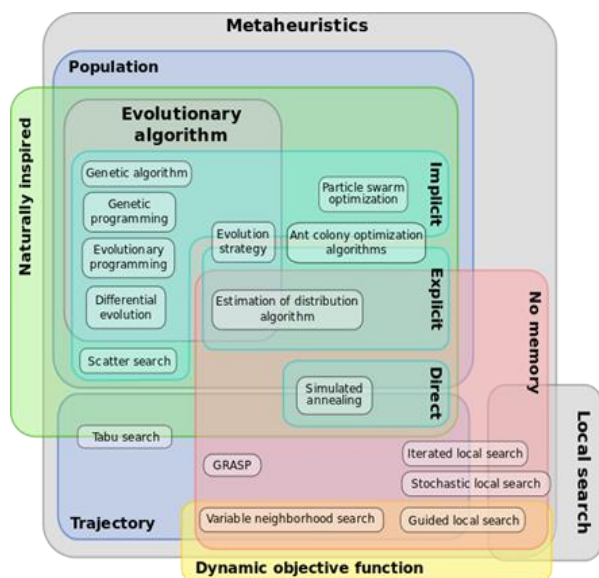 Metaheuristics
Population
Naturally inspired
Evolutionary
algorithm
Implicit
Genetic algorithm
Particle swarm
optimization
Genetic
programming
Evolution
strategy
Ant colony optimization
algorithms
Evolutionary
programming
Explicit
No memory
Differential
evolution
Estimation of distribution
algorithm
Scatter search
Direct
Simulated
annealing
Local search
Tabu search
Iterated local search
GRASP
Stochastic local search
Trajectory
Variable neighborhood search
Guided local search
Dynamic objective function